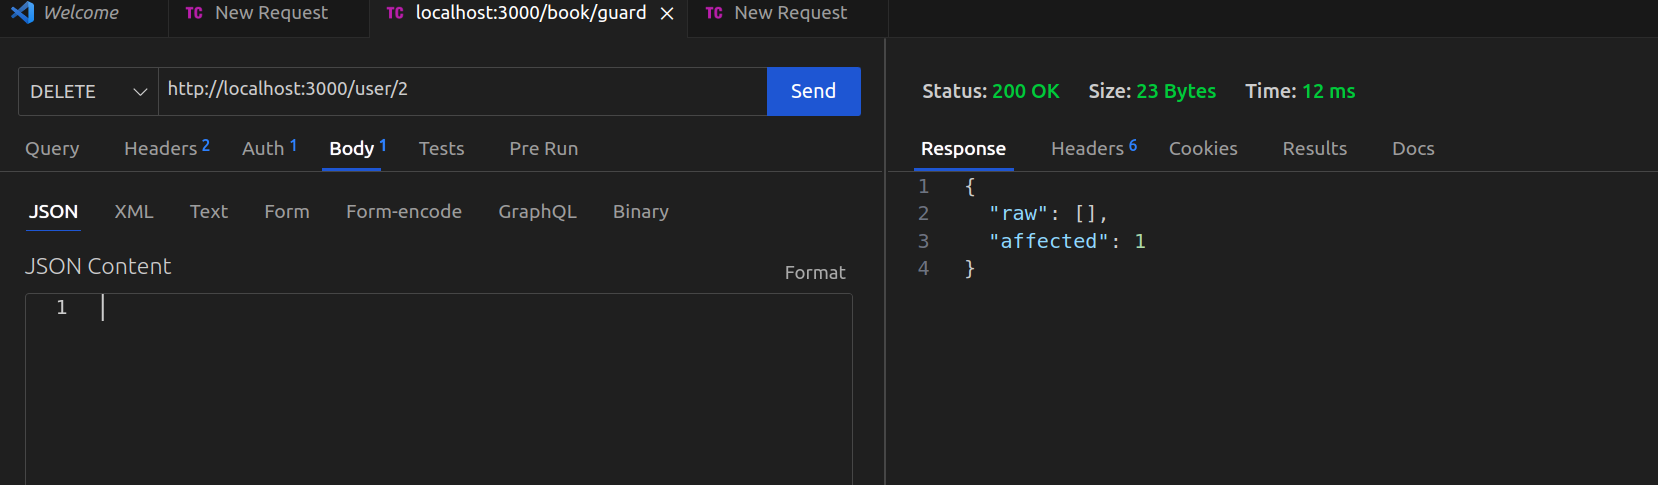 Welcome
TC New Request
TC localhost:3000/book/guard ×
TC New Request
DELETE
http://localhost:3000/user/2
Send
Query
Headers 2
Auth 1
Body 1
Tests
Pre Run
JSON
XML
Text
Form
Form-encode
GraphQL
Binary
JSON Content
Format
1
Status: 200 OK Size: 23 Bytes Time: 12 ms
Response
Headers 6
Cookies
Results
Docs
1 {
2 "raw": [],
3 "affected": 1
4 }